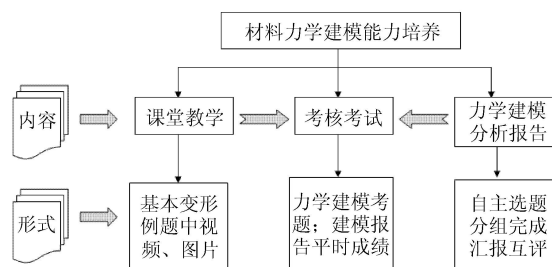 材料力学建模能力培养
内容
课堂教学
考核考试
力学建模
分析报告
形式
基本变形
例题中视
频、图片
力学建模考
题；建模报
告平时成绩
自主选题
分组完成
汇报互评